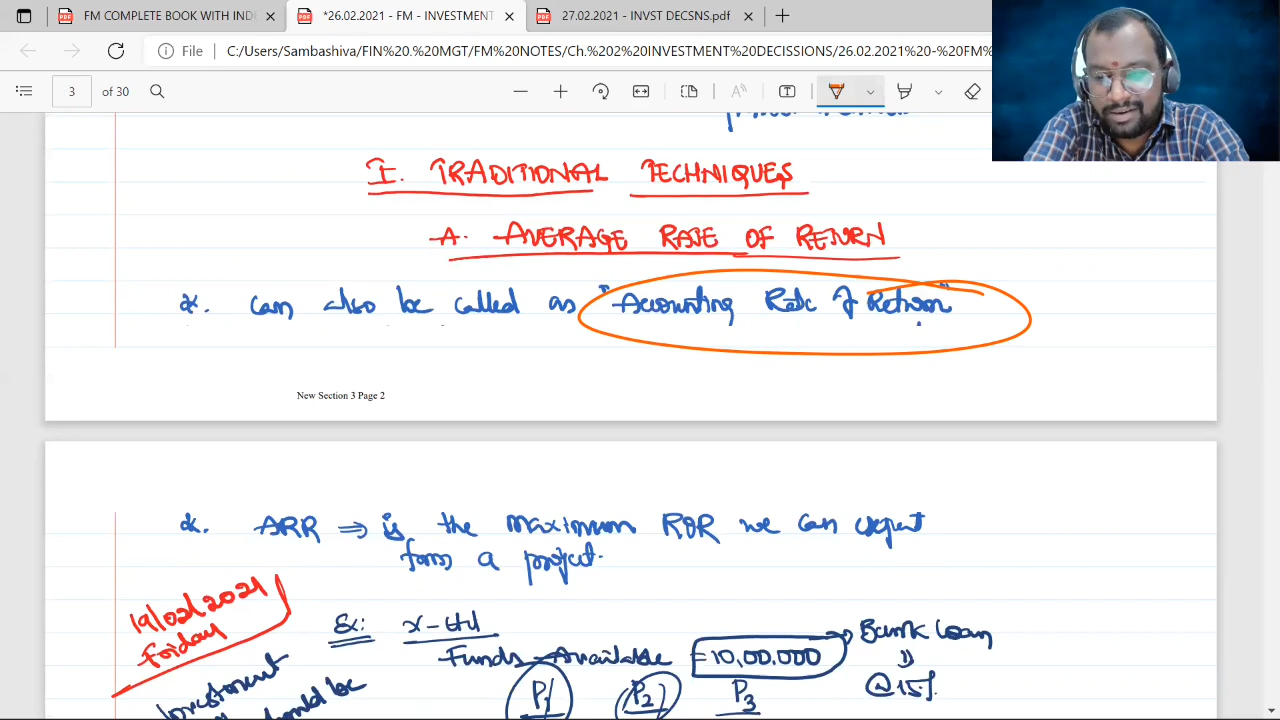 FM COMPLETE BOOK WITH INDE
*26.02.2021 - FM - INVESTMENT
27.02.2021 - INVST DECSNS.pdf
File
C:/Users/Sambashiva/FIN%20.%20MGT/FM%20NOTES/Ch.%202%20INVESTMENT%20DECISSIONS/26.02.2021%20-%20FM%
3 of 30
I. TRADITIONAL TECHNIQUES
A. AVERAGE RATE OF RETURN
*. Can also be called as "Accounting Rate of Return"
New Section 3 Page 2
*. ARR ⇒ is the maximum ROR we can expect
from a project.
19/02/2021
Friday
Ex: X-Ltd
Funds Available = 10,00,000 → Bank loan
@15%
P1 P2 P3
Investment
should be